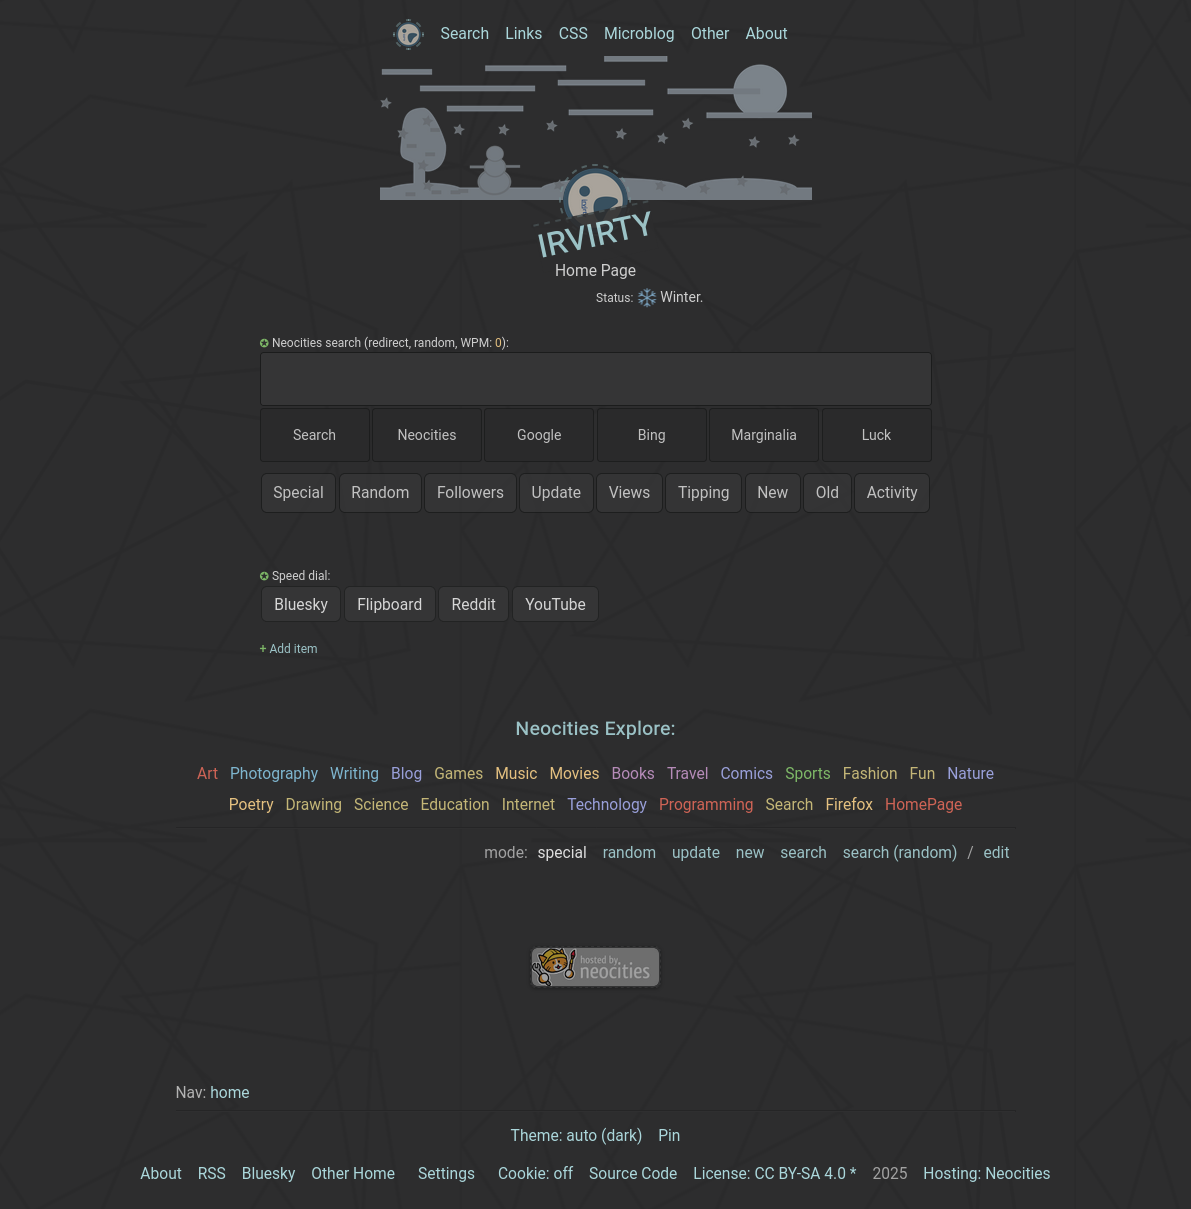 Search Links CSS Microblog Other About
IRVIRTY
Home Page
Status: Winter.
Neocities search (redirect, random, WPM: 0):
Search Neocities Google Bing Marginalia Luck
Special Random Followers Update Views Tipping New Old Activity
Speed dial:
Bluesky Flipboard Reddit YouTube
+ Add item
Neocities Explore:
Art Photography Writing Blog Games Music Movies Books Travel Comics Sports Fashion Fun Nature
Poetry Drawing Science Education Internet Technology Programming Search Firefox HomePage
mode: special random update new search search (random) / edit
hosted by
neocities
Nav: home
Theme: auto (dark) Pin
About RSS Bluesky Other Home Settings Cookie: off Source Code License: CC BY-SA 4.0 * 2025 Hosting: Neocities